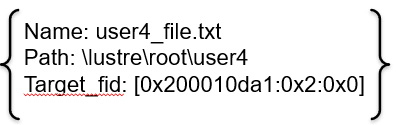 Name: user4_file.txt
Path: \lustre\root\user4
Target_fid: [0x200010da1:0x2:0x0]